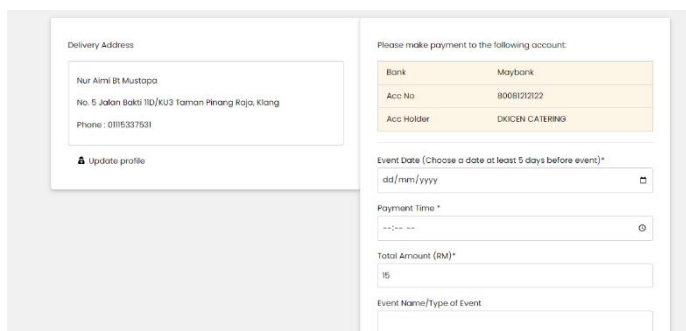 Delivery Address
Nur Aimi Bt Mustapa
No. 5 Jalan Bakti 11D/KU3 Taman Pinang Raja, Klang
Phone : 01115337531
Update profile
Please make payment to the following account:
Bank Maybank
Acc No 80081212122
Acc Holder DKICEN CATERING
Event Date (Choose a date at least 5 days before event)*
dd/mm/yyyy
Payment Time *
--:-- --
Total Amount (RM)*
15
Event Name/Type of Event